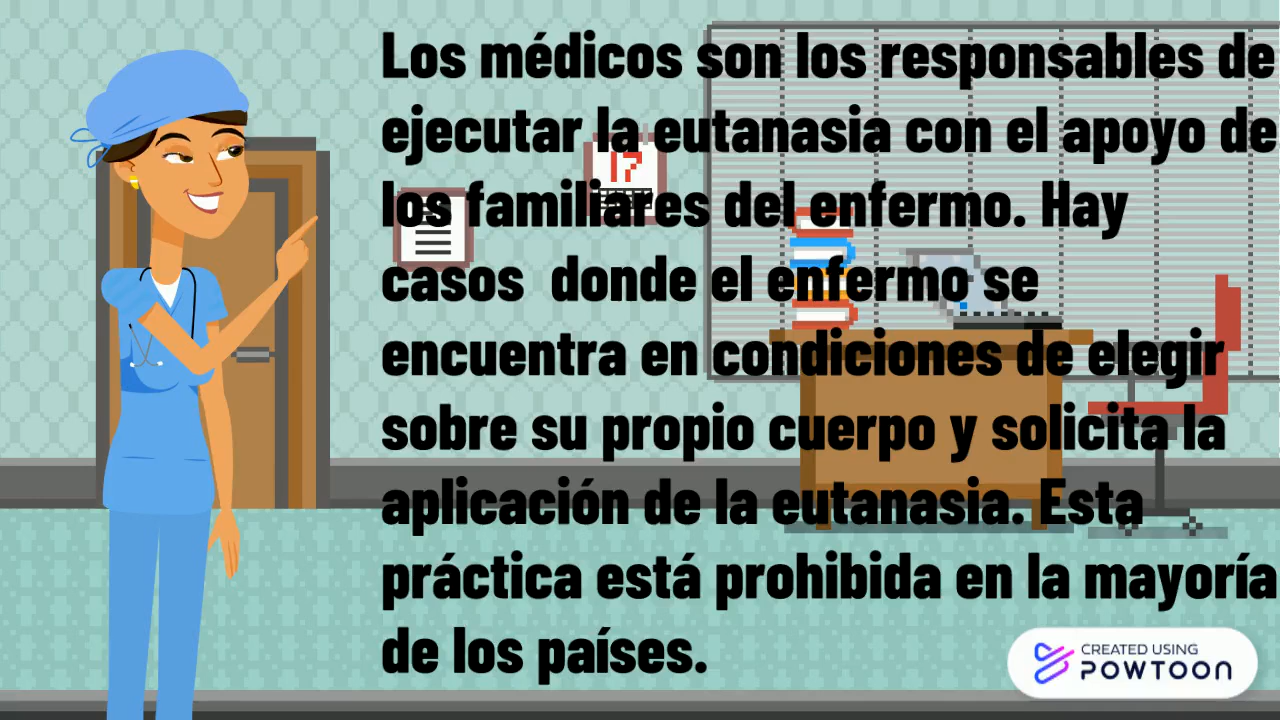 Los médicos son los responsables de
ejecutar la eutanasia con el apoyo de
los familiares del enfermo. Hay
casos  donde el enfermo se
encuentra en condiciones de elegir
sobre su propio cuerpo y solicita la
aplicación de la eutanasia. Esta
práctica está prohibida en la mayoría
de los países.
17
CREATED USING
POWTOON